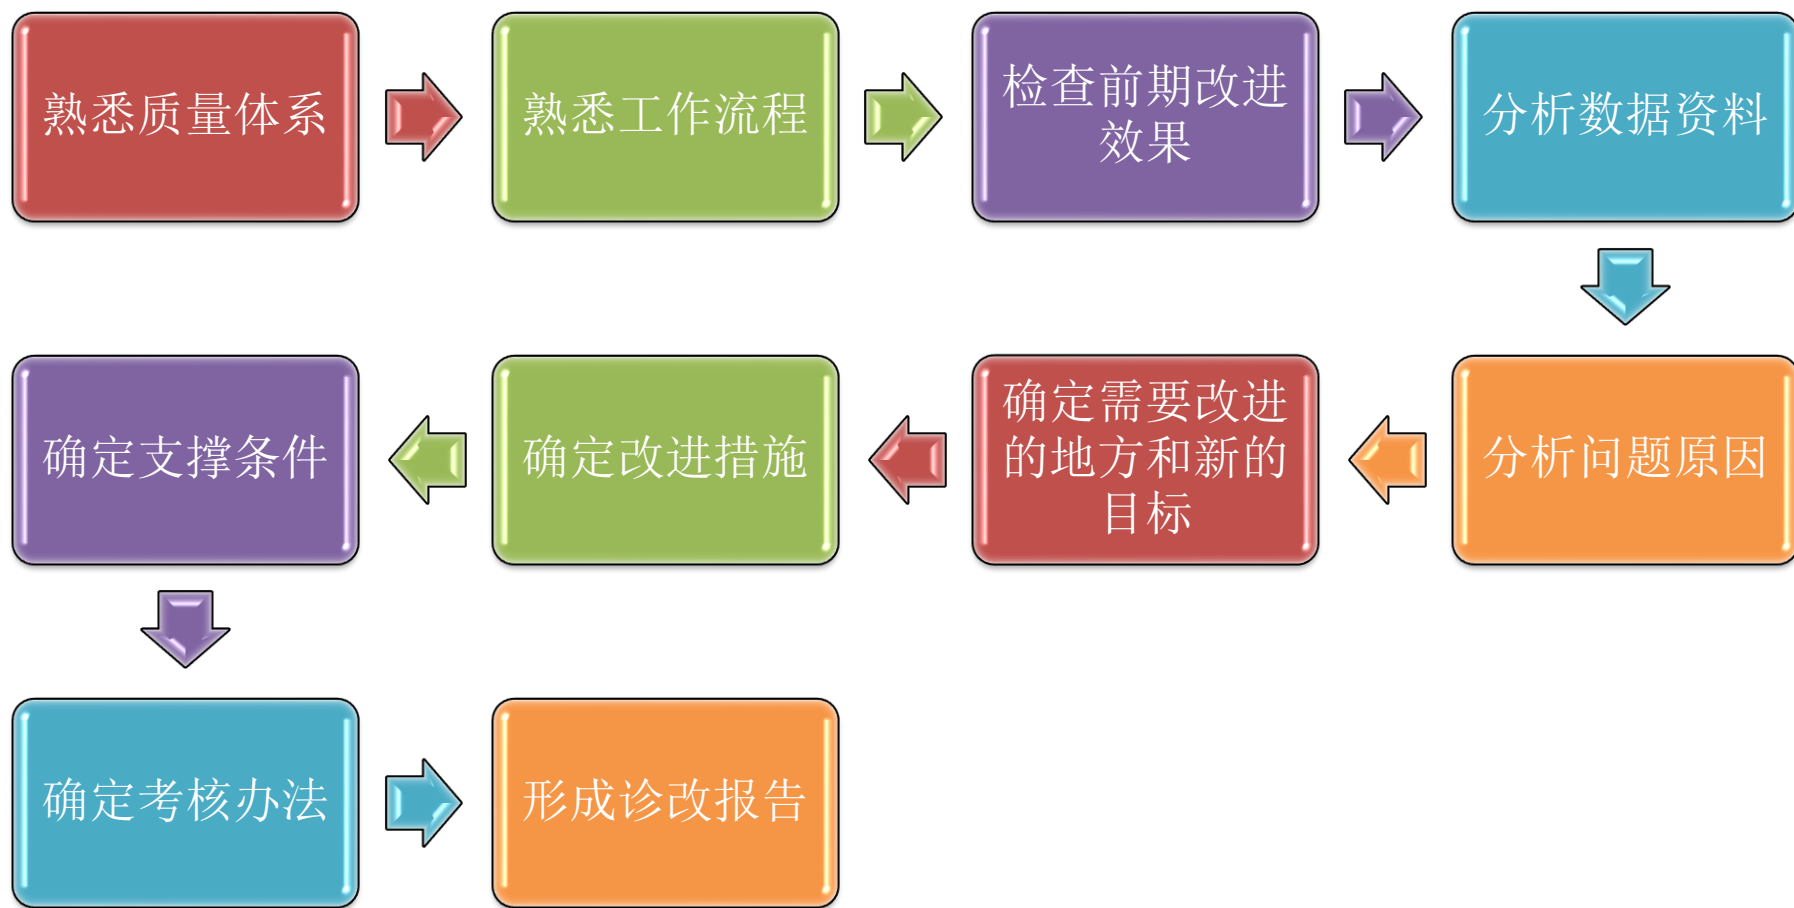 熟悉质量体系
熟悉工作流程
检查前期改进
效果
分析数据资料
分析问题原因
确定需要改进
的地方和新的
目标
确定改进措施
确定支撑条件
确定考核办法
形成诊改报告